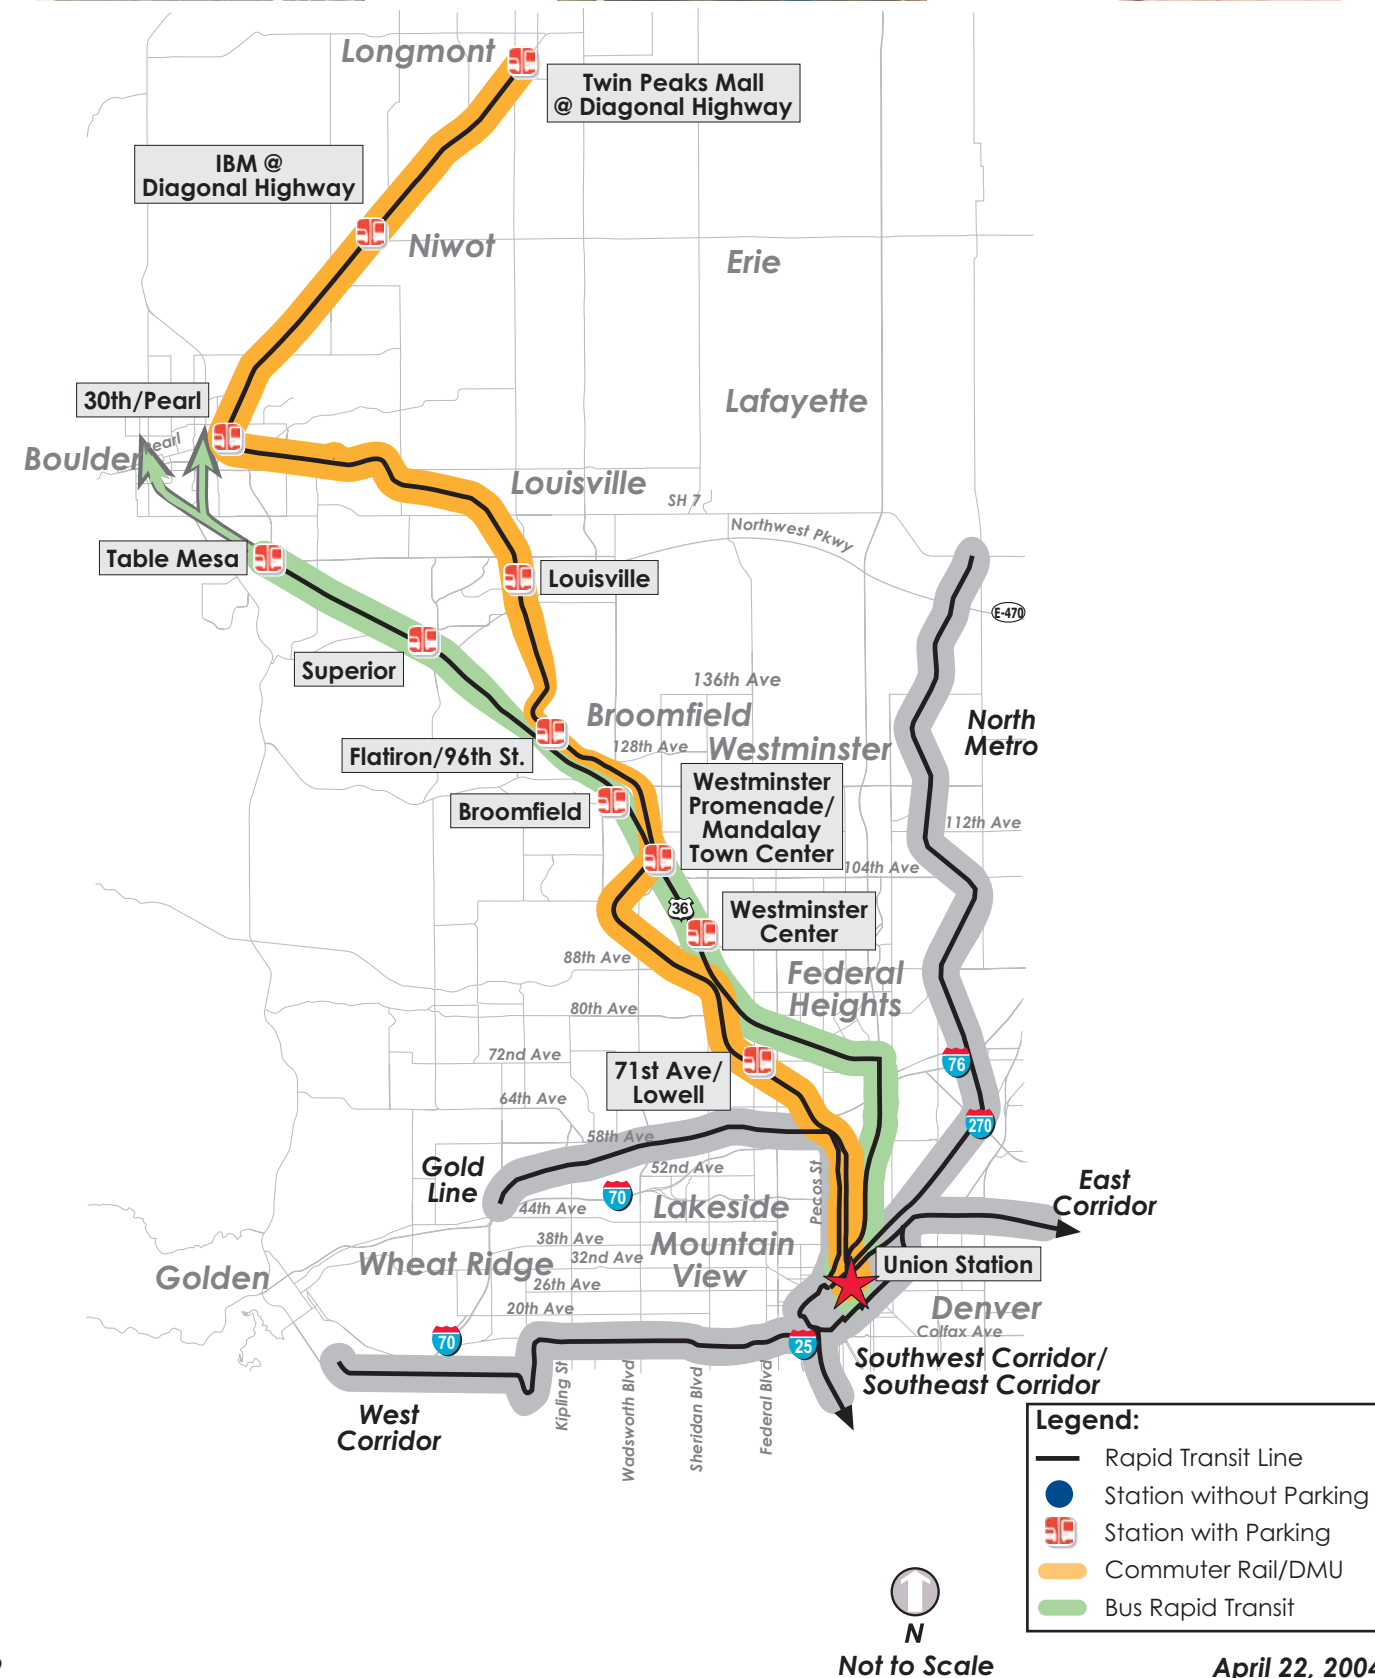 Longmont
Twin Peaks Mall
@ Diagonal Highway
IBM @
Diagonal Highway
Niwot
Erie
30th/Pearl
Lafayette
Boulder
Pearl
Louisville
SH 7
Northwest Pkwy
Table Mesa
Louisville
E-470
Superior
136th Ave
Broomfield
North
Metro
128th Ave
Westminster
Flatiron/96th St.
Westminster
Promenade/
Mandalay
Town Center
Broomfield
112th Ave
104th Ave
36
Westminster
Center
88th Ave
Federal
Heights
80th Ave
72nd Ave
76
71st Ave/
Lowell
64th Ave
270
58th Ave
Gold
Line
52nd Ave
Pecos St
East
Corridor
70
44th Ave
Lakeside
38th Ave
Mountain
View
32nd Ave
Wheat Ridge
Golden
26th Ave
Union Station
20th Ave
Denver
Colfax Ave
70
25
Southwest Corridor/
Southeast Corridor
Kipling St
Wadsworth Blvd
Sheridan Blvd
Federal Blvd
West
Corridor
Legend:
Rapid Transit Line
Station without Parking
Station with Parking
Commuter Rail/DMU
Bus Rapid Transit
N
Not to Scale
April 22, 2004